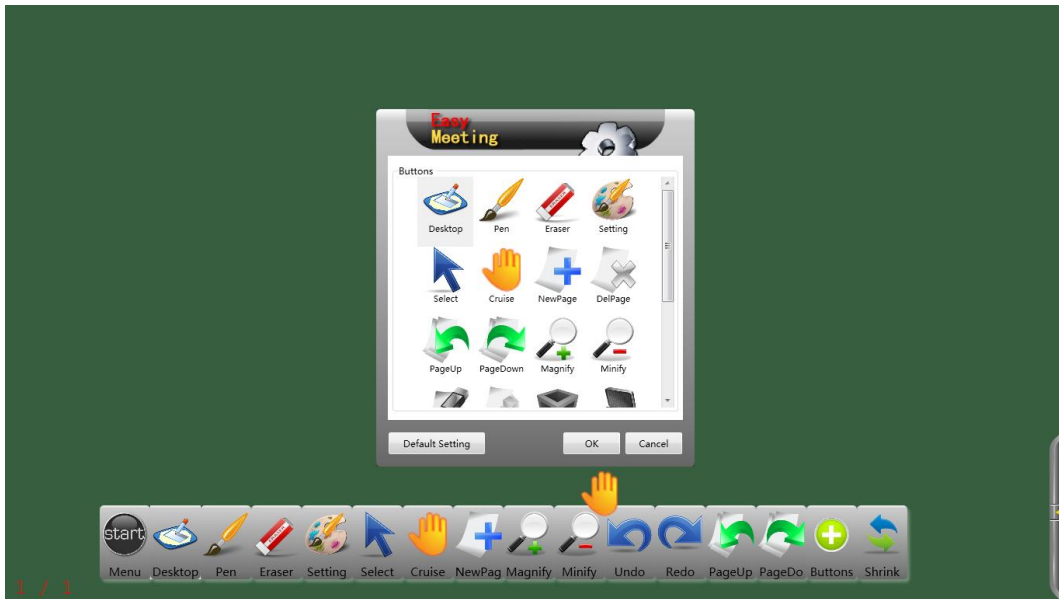 Easy
Meeting
Buttons
Desktop Pen Eraser Setting
Select Cruise NewPage DelPage
PageUp PageDown Magnify Minify
Default Setting OK Cancel
start
Menu Desktop Pen Eraser Setting Select Cruise NewPag Magnify Minify Undo Redo PageUp PageDo Buttons Shrink
1 / 1